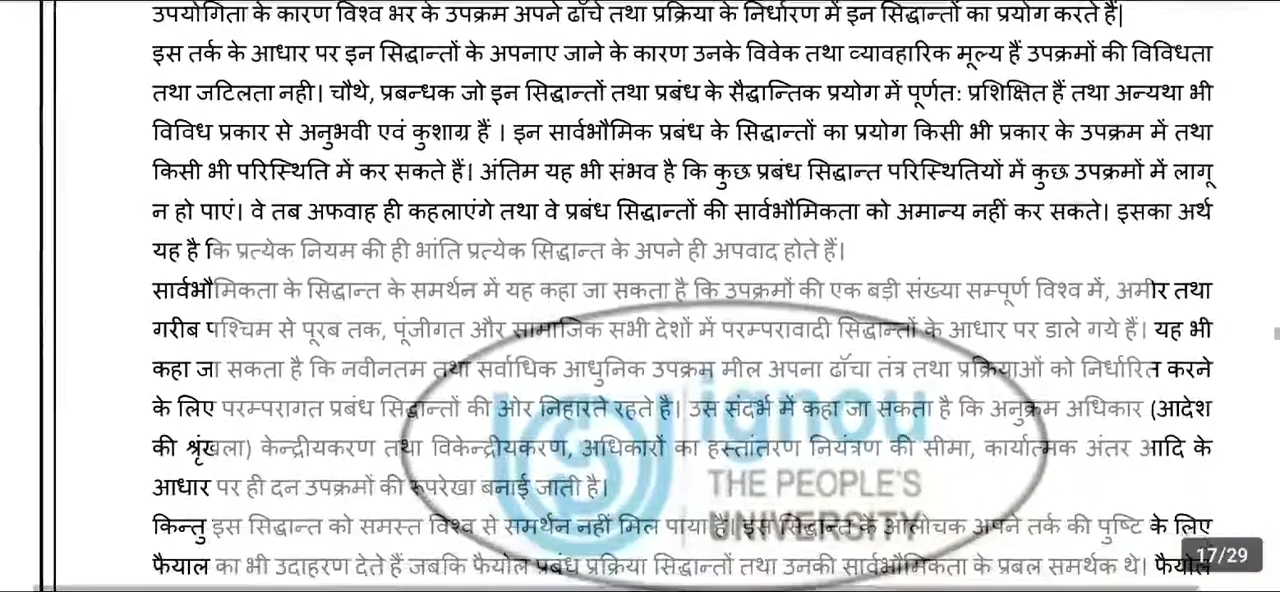 उपयोगिता के कारण विश्व भर के उपक्रम अपने ढाँचे तथा प्रक्रिया के निर्धारण में इन सिद्धान्तों का प्रयोग करते हैं|
इस तर्क के आधार पर इन सिद्धान्तों के अपनाए जाने के कारण उनके विवेक तथा व्यावहारिक मूल्य हैं उपक्रमों की विविधता
तथा जटिलता नही। चौथे, प्रबन्धक जो इन सिद्धान्तों तथा प्रबंध के सैद्धान्तिक प्रयोग में पूर्णत: प्रशिक्षित हैं तथा अन्यथा भी
विविध प्रकार से अनुभवी एवं कुशाग्र हैं । इन सार्वभौमिक प्रबंध के सिद्धान्तों का प्रयोग किसी भी प्रकार के उपक्रम में तथा
किसी भी परिस्थिति में कर सकते हैं। अंतिम यह भी संभव है कि कुछ प्रबंध सिद्धान्त परिस्थितियों में कुछ उपक्रमों में लागू
न हो पाएं। वे तब अफवाह ही कहलाएंगे तथा वे प्रबंध सिद्धान्तों की सार्वभौमिकता को अमान्य नहीं कर सकते। इसका अर्थ
यह है कि प्रत्येक नियम की ही भांति प्रत्येक सिद्धान्त के अपने ही अपवाद होते हैं।
सार्वभौमिकता के सिद्धान्त के समर्थन में यह कहा जा सकता है कि उपक्रमों की एक बड़ी संख्या सम्पूर्ण विश्व में, अमीर तथा
गरीब पश्चिम से पूरब तक, पूंजीगत और सामाजिक सभी देशों में परम्परावादी सिद्धान्तों के आधार पर डाले गये हैं। यह भी
कहा जा सकता है कि नवीनतम तथा सर्वाधिक आधुनिक उपक्रम मील अपना ढाँचा तंत्र तथा प्रक्रियाओं को निर्धारित करने
के लिए परम्परागत प्रबंध सिद्धान्तों की ओर निहारते रहते है। उस संदर्भ में कहा जा सकता है कि अनुक्रम अधिकार (आदेश
की श्रृंखला) केन्द्रीयकरण तथा विकेन्द्रीयकरण, अधिकारों का हस्तांतरण नियंत्रण की सीमा, कार्यात्मक अंतर आदि के
आधार पर ही दन उपक्रमों की रूपरेखा बनाई जाती है।
किन्तु इस सिद्धान्त को समस्त विश्व से समर्थन नहीं मिल पाया है। इस सिद्धान्त के आलोचक अपने तर्क की पुष्टि के लिए
फैयाल का भी उदाहरण देते हैं जबकि फैयोल प्रबंध प्रक्रिया सिद्धान्तों तथा उनकी सार्वभौमिकता के प्रबल समर्थक थे। फैयोल
ignou
THE PEOPLE'S
UNIVERSITY
17/29